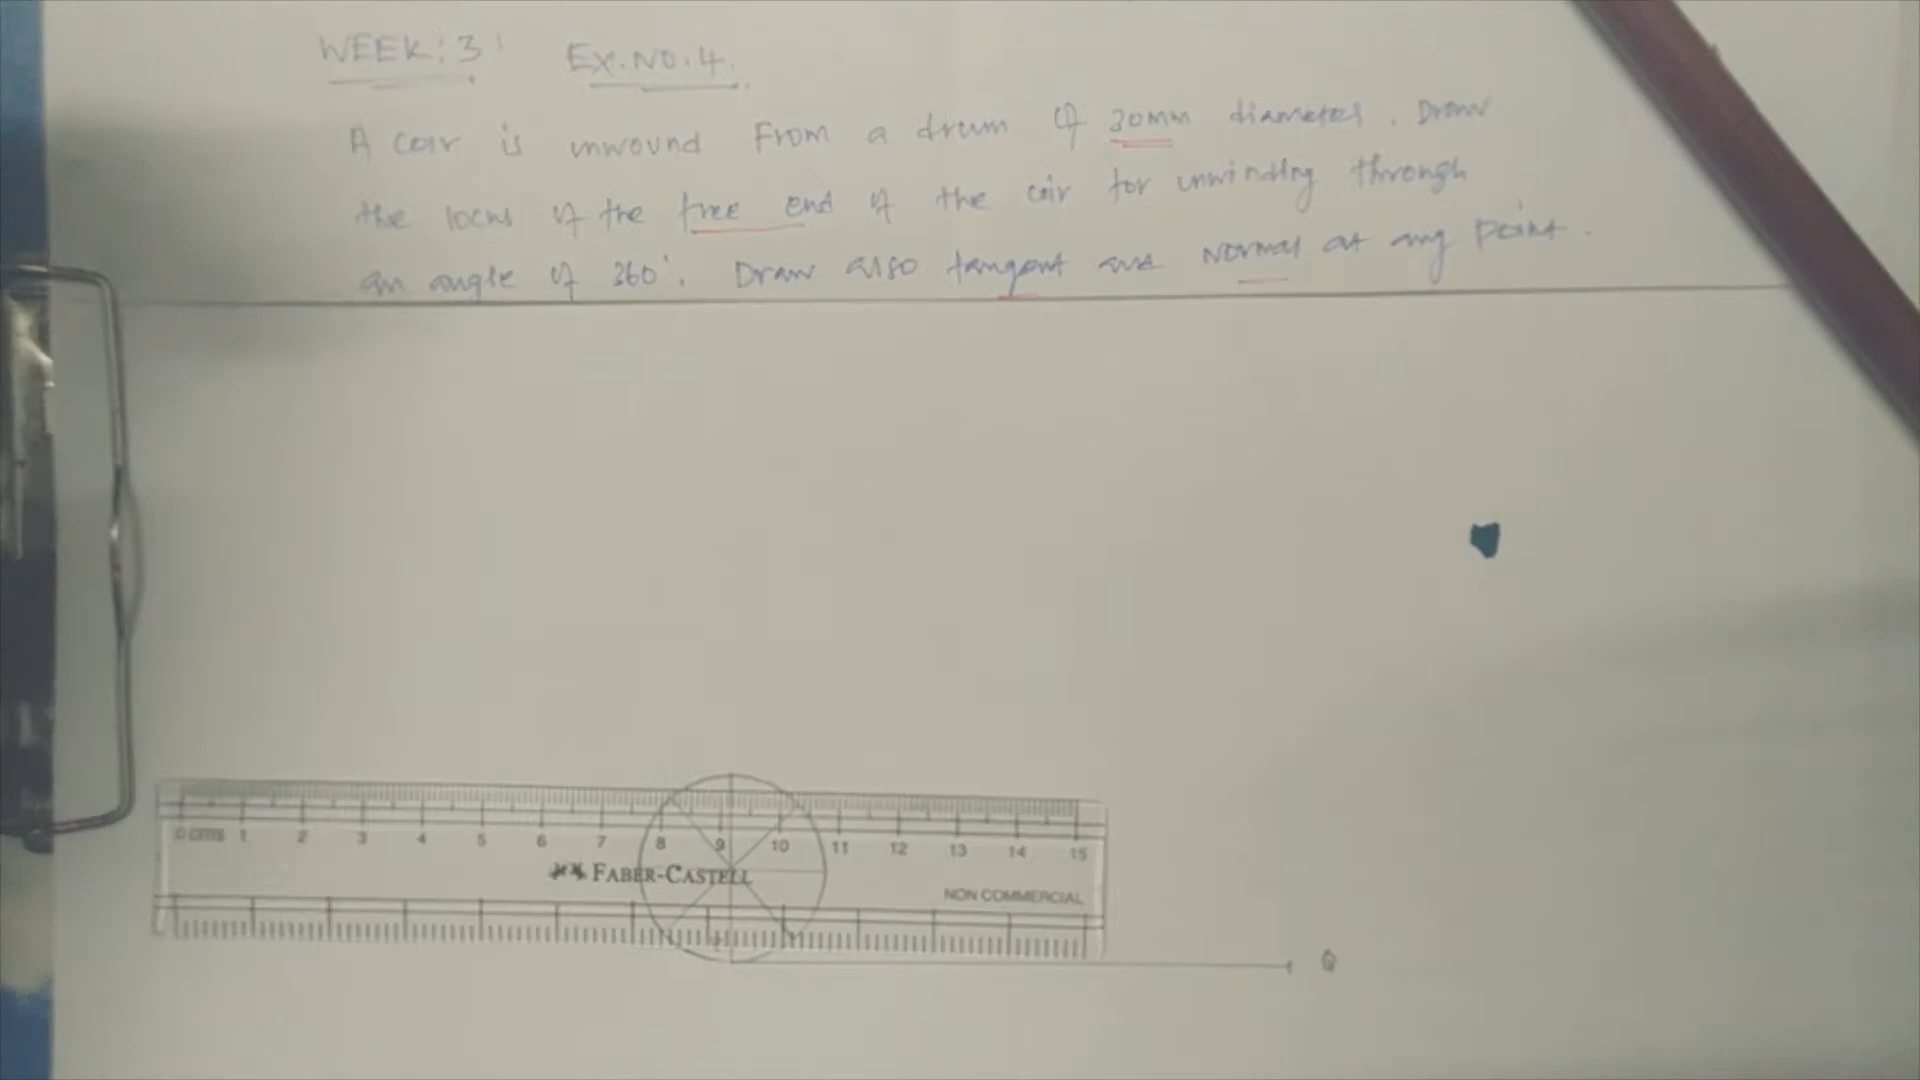 WEEK: 3 Ex.No.4.
A coir is unwound From a drum of 30mm diameter. Draw
the locus of the free end of the coir for unwinding through
an angle of 360°. Draw also tangent and Normal at any point.
0 CMS 1 2 3 4 5 6 7 8 9 10 11 12 13 14 15
FABER-CASTELL
NON COMMERCIAL
Q